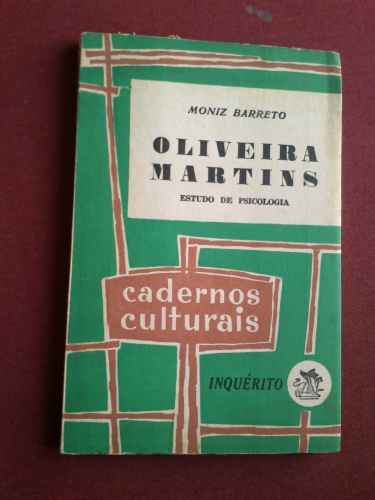 MONIZ BARRETO
OLIVEIRA
MARTINS
ESTUDO DE PSICOLOGIA
cadernos
culturais
INQUÉRITO